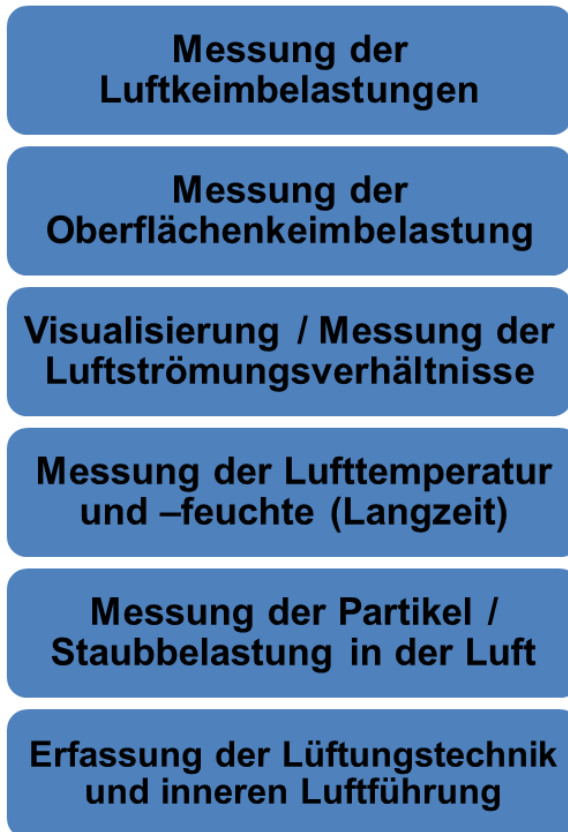 Messung der
Luftkeimbelastungen
Messung der
Oberflächenkeimbelastung
Visualisierung / Messung der
Luftströmungsverhältnisse
Messung der Lufttemperatur
und –feuchte (Langzeit)
Messung der Partikel /
Staubbelastung in der Luft
Erfassung der Lüftungstechnik
und inneren Luftführung